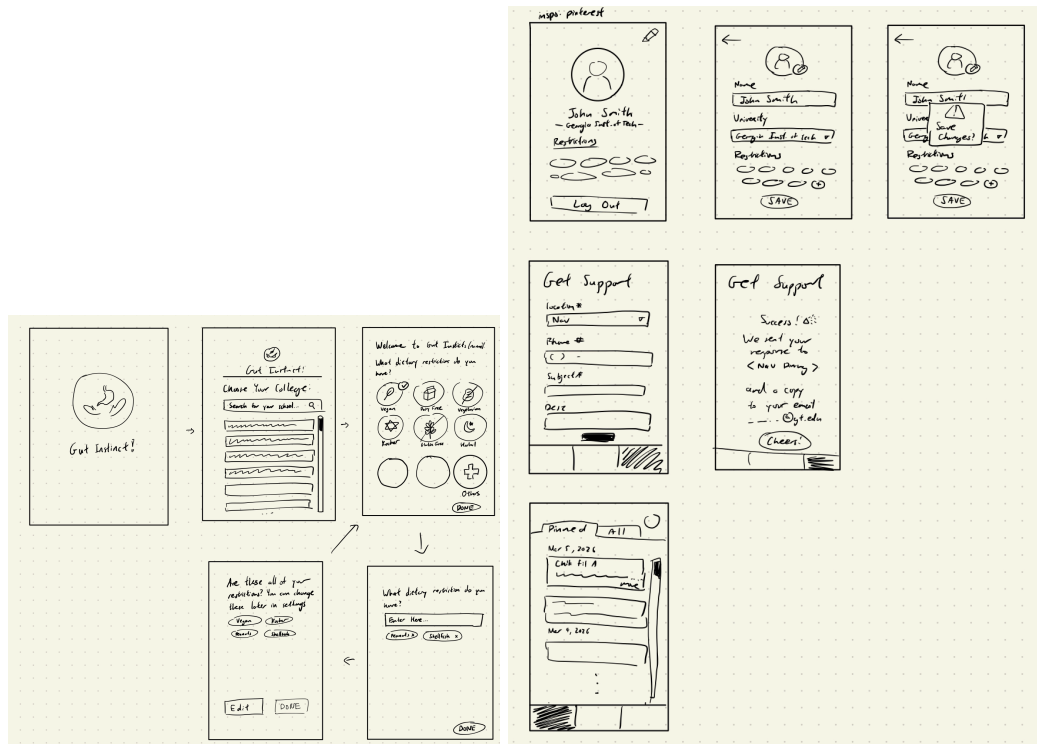 Gut Instinct!
Gut Instinct!
Choose Your College:
Search for your school...
...
Welcome to Gut Instincts
What dietary restriction do you
have?
Vegan
Dairy Free
Vegetarian
Kosher
Gluten Free
Halal
Others
DONE
Are these all of your
restrictions? You can change
these later in settings
Vegan
Kosher
Peanuts
Shellfish
Edit
DONE
What dietary restriction do you
have?
Enter Here...
Peanuts x
Shellfish x
DONE
inspo: pinterest
John Smith
- Georgia Inst. of Tech -
Restrictions
Log Out
Name
John Smith
University
Georgia Inst of tech
Restrictions
SAVE
Name
John Smith
Save
Changes?
Restrictions
SAVE
Get Support
location *
Nav
Phone #
( ) -
Subject #
Desc
Get Support
Success!
We sent your
response to
< Nav Dining >
and a copy
to your email
_ _ . . . @gt.edu
Cheers!
Pinned
All
Mar 5, 2026
Chik Fil A
more
Mar 4, 2026